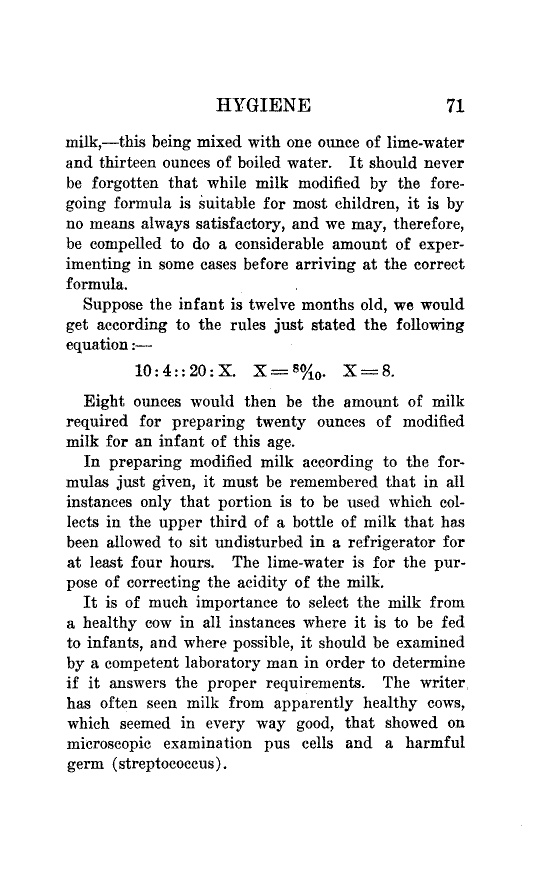 HYGIENE 71
milk,—this being mixed with one ounce of lime-water
and thirteen ounces of boiled water. It should never
be forgotten that while milk modified by the fore-
going formula is suitable for most children, it is by
no means always satisfactory, and we may, therefore,
be compelled to do a considerable amount of exper-
imenting in some cases before arriving at the correct
formula.
Suppose the infant is twelve months old, we would
get according to the rules just stated the following
equation:—
10:4::20:X. X=80/10. X=8.
Eight ounces would then be the amount of milk
required for preparing twenty ounces of modified
milk for an infant of this age.
In preparing modified milk according to the for-
mulas just given, it must be remembered that in all
instances only that portion is to be used which col-
lects in the upper third of a bottle of milk that has
been allowed to sit undisturbed in a refrigerator for
at least four hours. The lime-water is for the pur-
pose of correcting the acidity of the milk.
It is of much importance to select the milk from
a healthy cow in all instances where it is to be fed
to infants, and where possible, it should be examined
by a competent laboratory man in order to determine
if it answers the proper requirements. The writer
has often seen milk from apparently healthy cows,
which seemed in every way good, that showed on
microscopic examination pus cells and a harmful
germ (streptococcus).